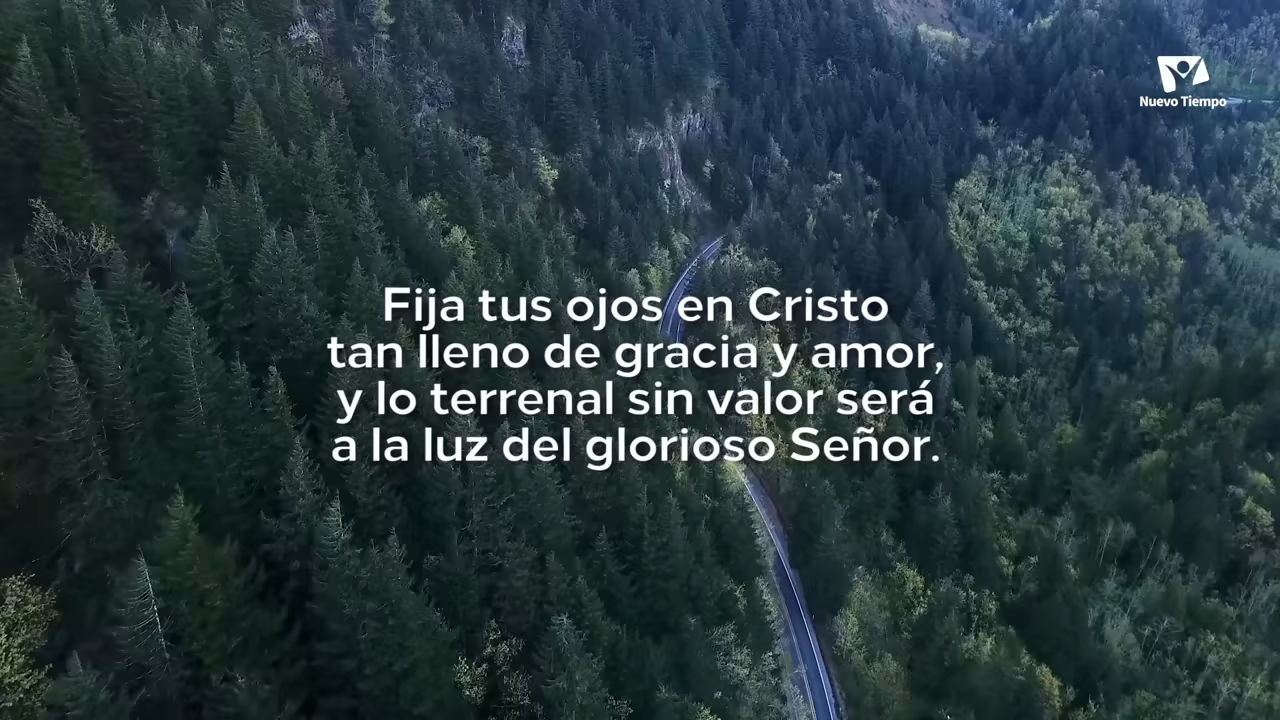 Nuevo Tiempo
Fija tus ojos en Cristo
tan lleno de gracia y amor,
y lo terrenal sin valor será
a la luz del glorioso Señor.